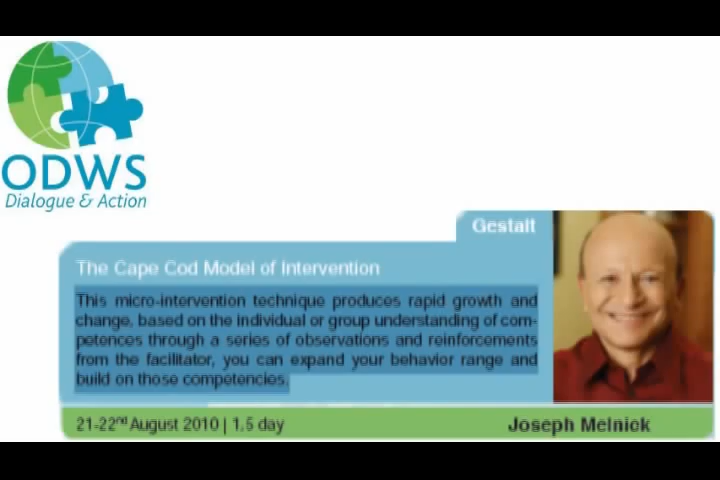 ODWS
Dialogue & Action
Gestalt
The Cape Cod Model of Intervention
This micro-intervention technique produces rapid growth and
change, based on the individual or group understanding of com-
petences through a series of observations and reinforcements
from the facilitator, you can expand your behavior range and
build on those competencies.
21-22nd August 2010 | 1,5 day
Joseph Melnick